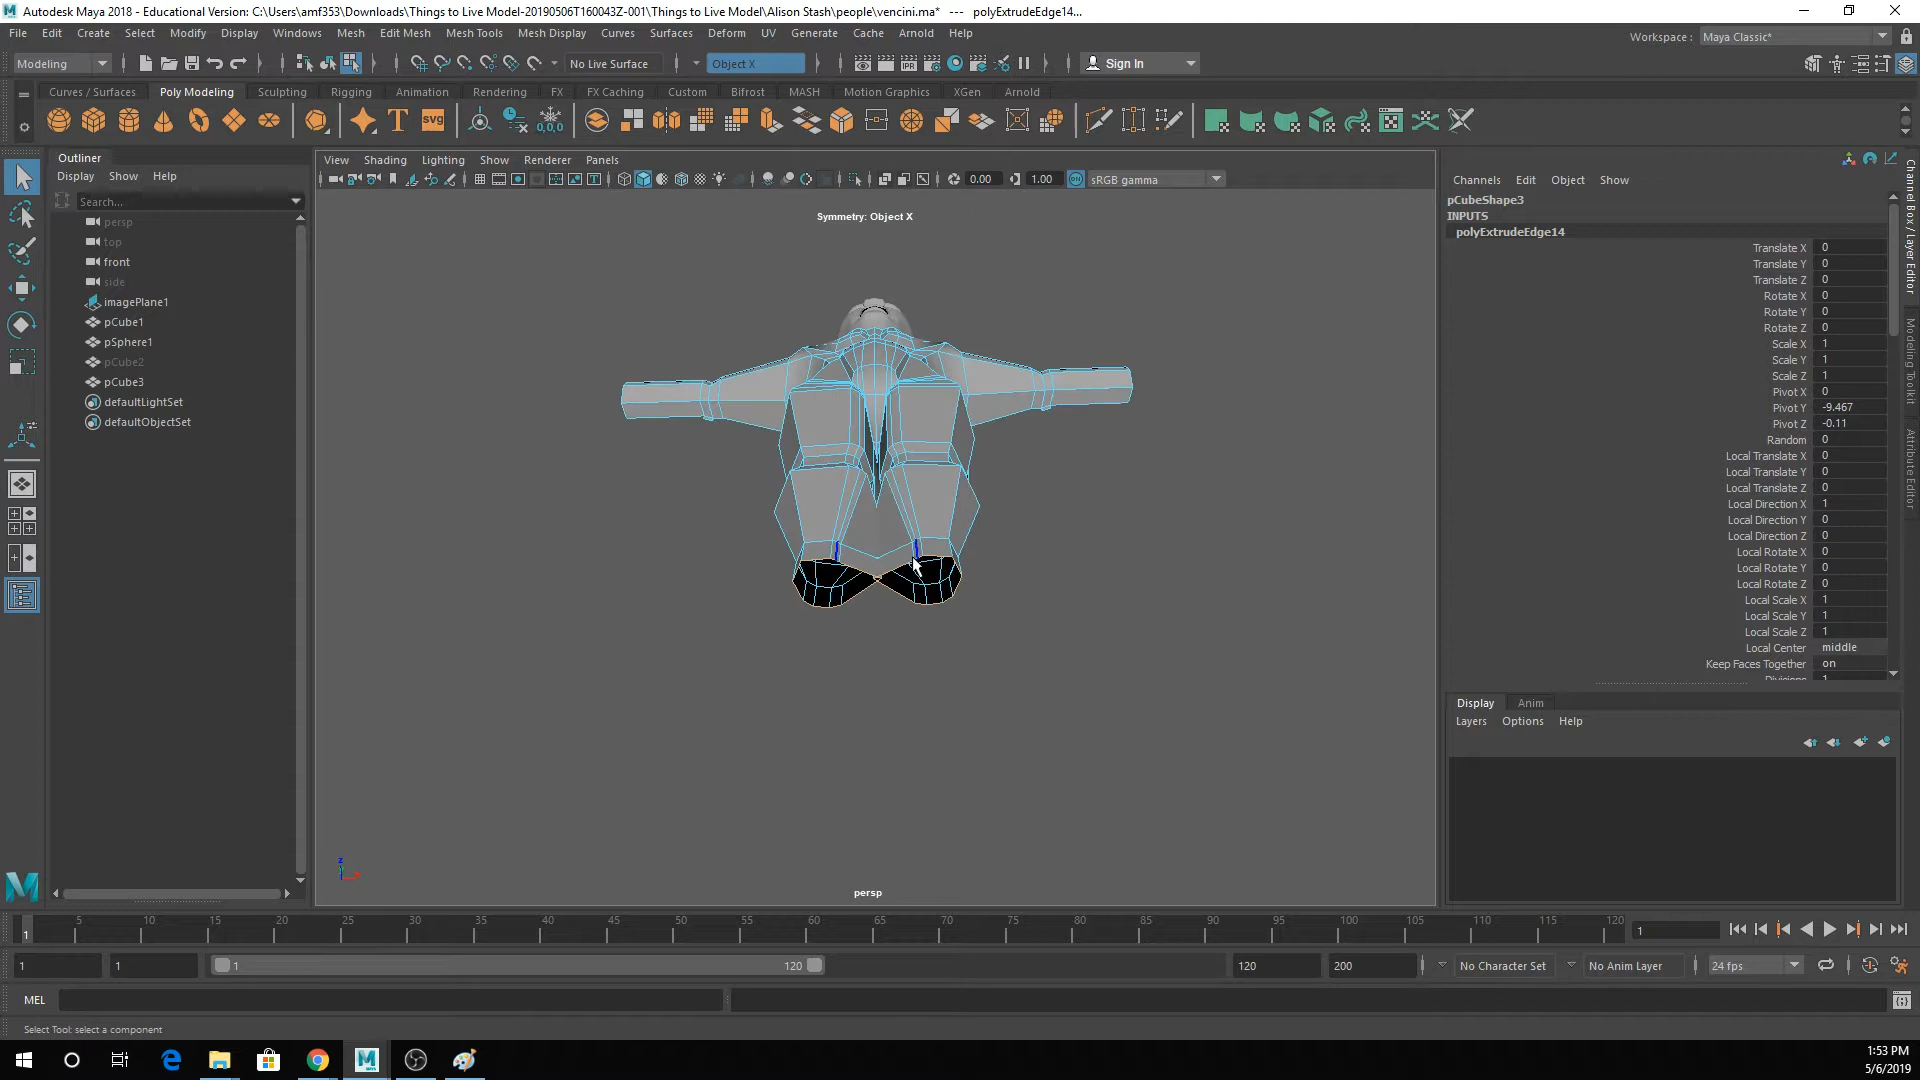 Autodesk Maya 2018 - Educational Version: C:\Users\amf353\Downloads\Things to Live Model-20190506T160043Z-001\Things to Live Model\Alison Stash\people\vencini.ma*   ---   polyExtrudeEdge14...
File Edit Create Select Modify Display Windows Mesh Edit Mesh Mesh Tools Mesh Display Curves Surfaces Deform UV Generate Cache Arnold Help
Workspace : Maya Classic*
Modeling No Live Surface Object X Sign In
Curves / Surfaces Poly Modeling Sculpting Rigging Animation Rendering FX FX Caching Custom Bifrost MASH Motion Graphics XGen Arnold
T svg 0,0,0
Outliner
Display Show Help
Search...
persp
top
front
side
imagePlane1
pCube1
pSphere1
pCube2
pCube3
defaultLightSet
defaultObjectSet
View Shading Lighting Show Renderer Panels
0.00 1.00 sRGB gamma
Symmetry: Object X
persp
Channels Edit Object Show
pCubeShape3
INPUTS
polyExtrudeEdge14
Translate X 0
Translate Y 0
Translate Z 0
Rotate X 0
Rotate Y 0
Rotate Z 0
Scale X 1
Scale Y 1
Scale Z 1
Pivot X 0
Pivot Y -9.467
Pivot Z -0.11
Random 0
Local Translate X 0
Local Translate Y 0
Local Translate Z 0
Local Direction X 1
Local Direction Y 0
Local Direction Z 0
Local Rotate X 0
Local Rotate Y 0
Local Rotate Z 0
Local Scale X 1
Local Scale Y 1
Local Scale Z 1
Local Center middle
Keep Faces Together on
Divisions 1
Channel Box / Layer Editor
Modeling Toolkit
Attribute Editor
Display Anim
Layers Options Help
5 10 15 20 25 30 35 40 45 50 55 60 65 70 75 80 85 90 95 100 105 110 115 120
1
1
1 1 1 120 120 200 No Character Set No Anim Layer 24 fps
MEL
Select Tool: select a component
1:53 PM
5/6/2019